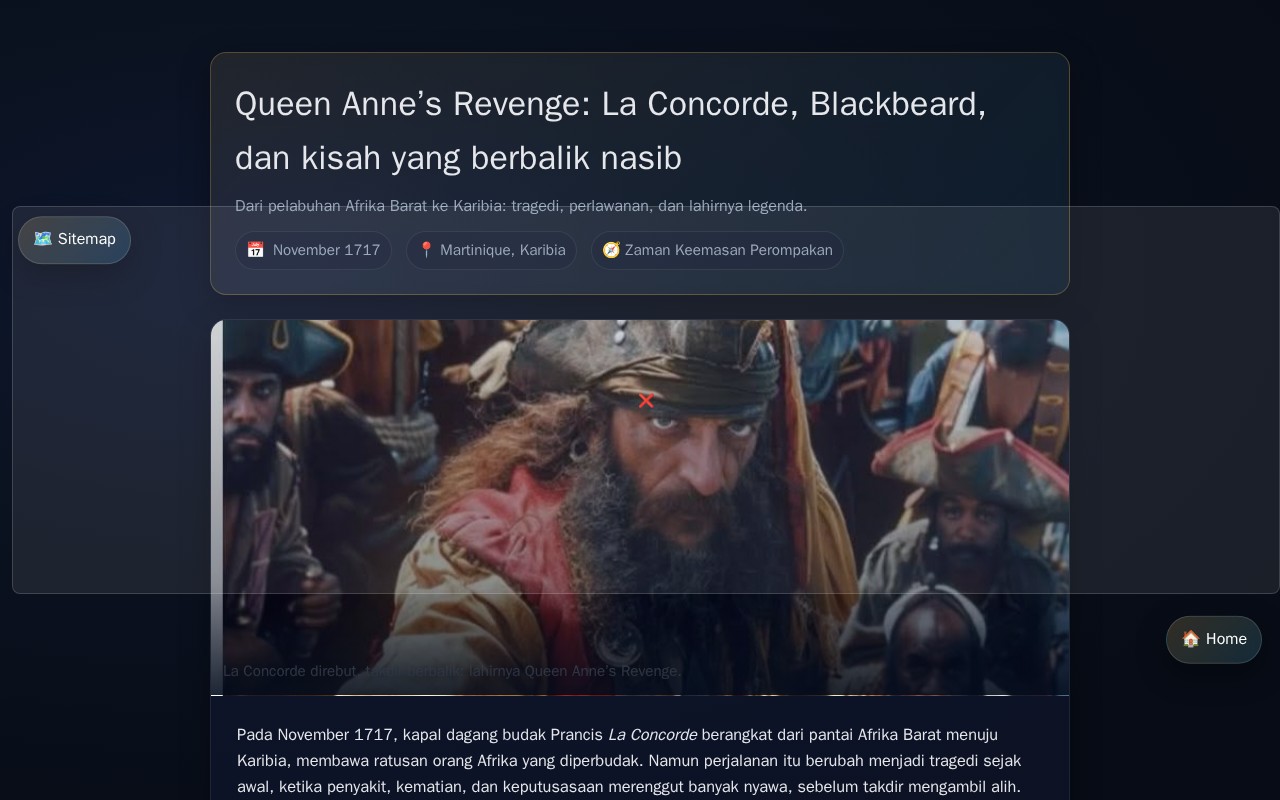 Queen Anne’s Revenge: La Concorde, Blackbeard,
dan kisah yang berbalik nasib
Dari pelabuhan Afrika Barat ke Karibia: tragedi, perlawanan, dan lahirnya legenda.
🗺️ Sitemap
📅 November 1717
📍 Martinique, Karibia
🧭 Zaman Keemasan Perompakan
La Concorde direbut, takdir berbalik, lahirnya Queen Anne’s Revenge.
🏠 Home
Pada November 1717, kapal dagang budak Prancis La Concorde berangkat dari pantai Afrika Barat menuju
Karibia, membawa ratusan orang Afrika yang diperbudak. Namun perjalanan itu berubah menjadi tragedi sejak
awal, ketika penyakit, kematian, dan keputusasaan merenggut banyak nyawa, sebelum takdir mengambil alih.